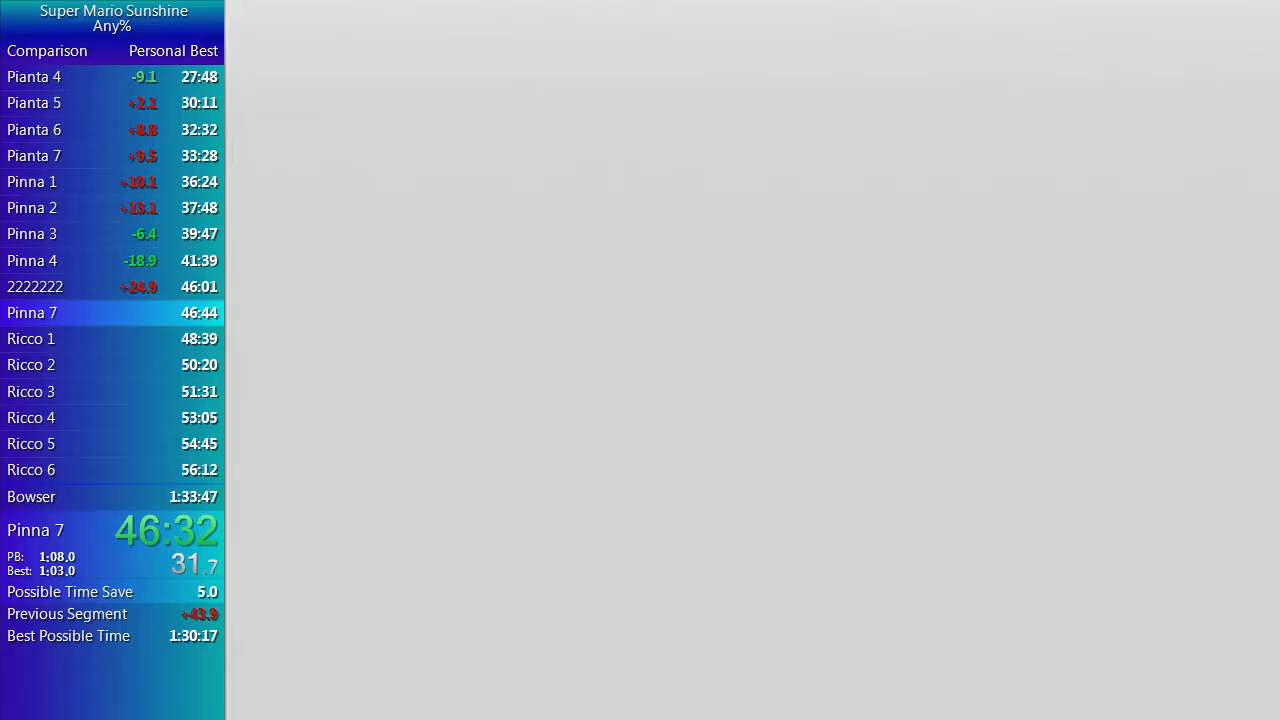 Super Mario Sunshine
Any%
Comparison Personal Best
Pianta 4 -9.1 27:48
Pianta 5 +2.1 30:11
Pianta 6 +8.8 32:32
Pianta 7 +9.5 33:28
Pinna 1 +10.1 36:24
Pinna 2 +13.1 37:48
Pinna 3 -6.4 39:47
Pinna 4 -18.9 41:39
2222222 +24.9 46:01
Pinna 7 46:44
Ricco 1 48:39
Ricco 2 50:20
Ricco 3 51:31
Ricco 4 53:05
Ricco 5 54:45
Ricco 6 56:12
Bowser 1:33:47
Pinna 7 46:32
PB: 1:08.0 31.7
Best: 1:03.0
Possible Time Save 5.0
Previous Segment +43.9
Best Possible Time 1:30:17